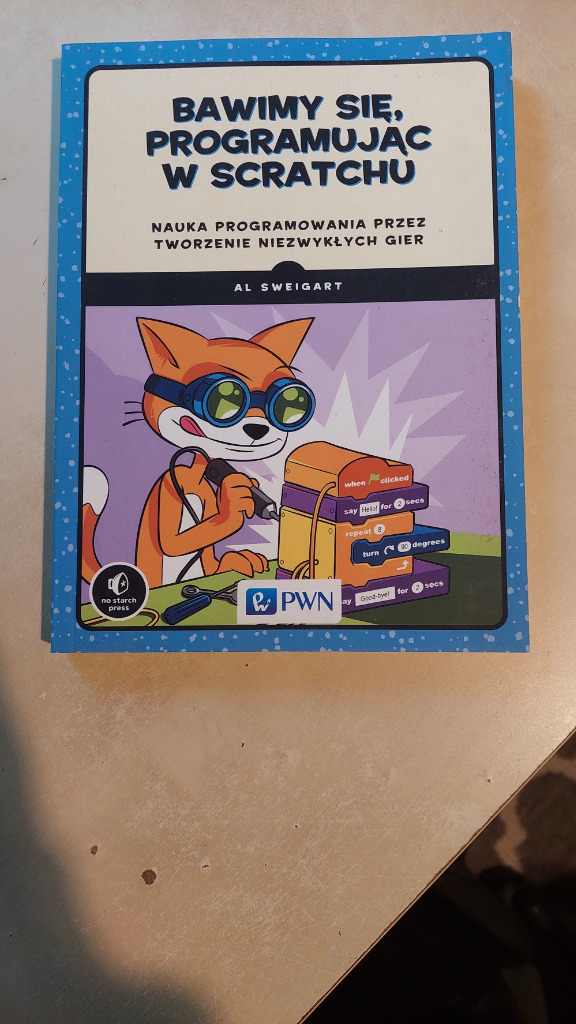 BAWIMY SIĘ,
PROGRAMUJĄC
W SCRATCHU
NAUKA PROGRAMOWANIA PRZEZ
TWORZENIE NIEZWYKŁYCH GIER
AL SWEIGART
when clicked
say Hello! for 2 secs
repeat 8
turn 90 degrees
say Good-bye! for 2 secs
no starch
press
PWN